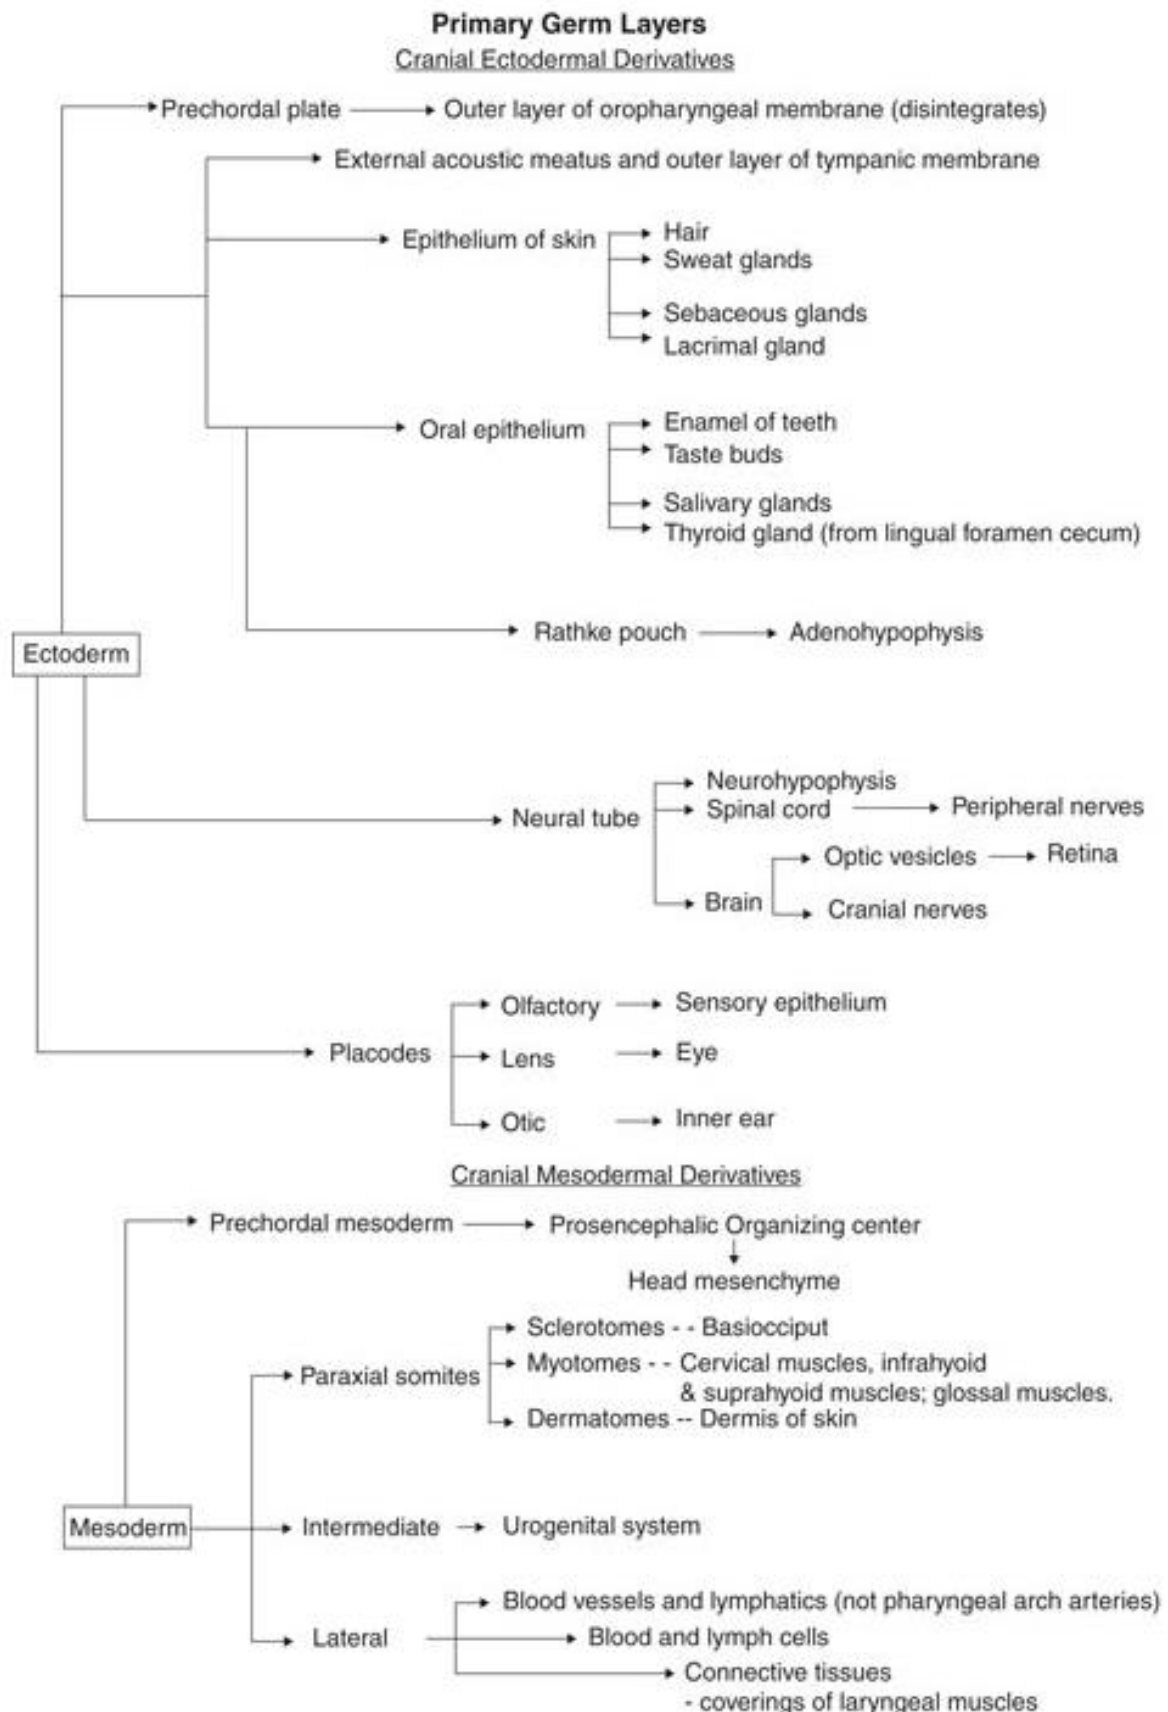 Primary Germ Layers
Cranial Ectodermal Derivatives
Prechordal plate
Outer layer of oropharyngeal membrane (disintegrates)
External acoustic meatus and outer layer of tympanic membrane
Epithelium of skin
Hair
Sweat glands
Sebaceous glands
Lacrimal gland
Oral epithelium
Enamel of teeth
Taste buds
Salivary glands
Thyroid gland (from lingual foramen cecum)
Rathke pouch
Adenohypophysis
Ectoderm
Neural tube
Neurohypophysis
Spinal cord
Peripheral nerves
Brain
Optic vesicles
Retina
Cranial nerves
Placodes
Olfactory
Sensory epithelium
Lens
Eye
Otic
Inner ear
Cranial Mesodermal Derivatives
Prechordal mesoderm
Prosencephalic Organizing center
Head mesenchyme
Paraxial somites
Sclerotomes - - Basiocciput
Myotomes - - Cervical muscles, infrahyoid
& suprahyoid muscles; glossal muscles.
Dermatomes -- Dermis of skin
Mesoderm
Intermediate
Urogenital system
Lateral
Blood vessels and lymphatics (not pharyngeal arch arteries)
Blood and lymph cells
Connective tissues
- coverings of laryngeal muscles